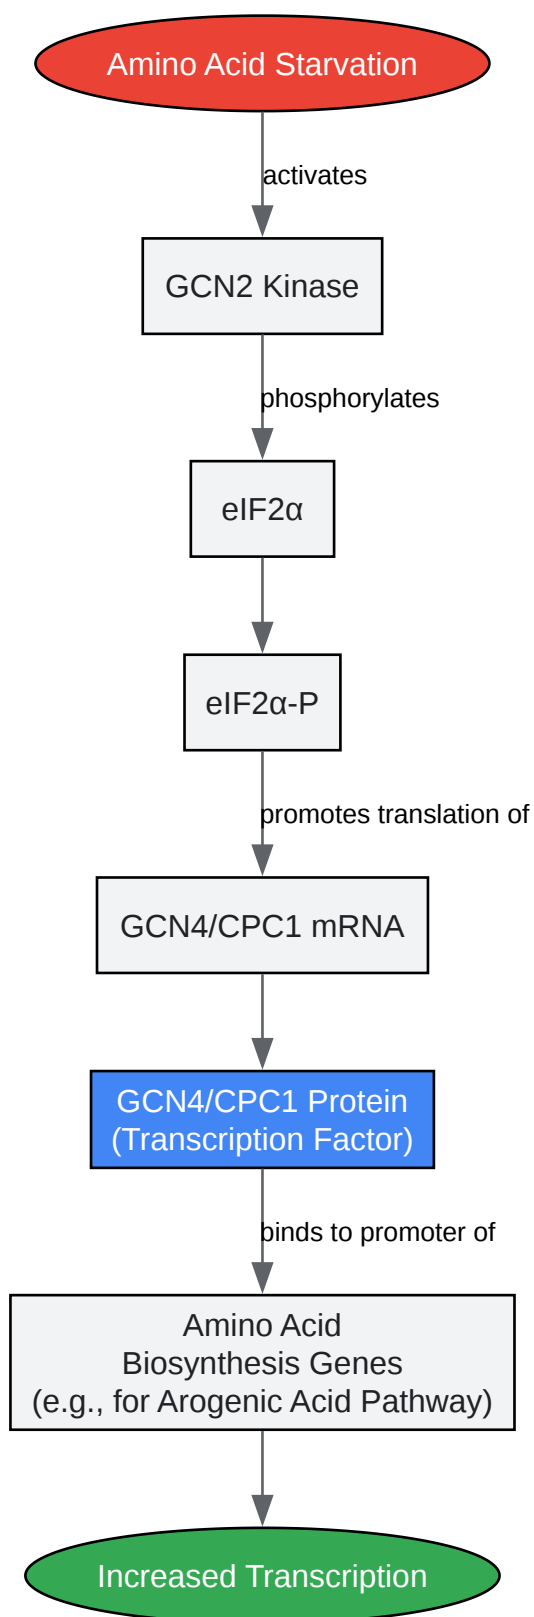 Amino Acid Starvation
activates
GCN2 Kinase
phosphorylates
eIF2α
eIF2α-P
promotes translation of
GCN4/CPC1 mRNA
GCN4/CPC1 Protein
(Transcription Factor)
binds to promoter of
Amino Acid
Biosynthesis Genes
(e.g., for Arogenic Acid Pathway)
Increased Transcription